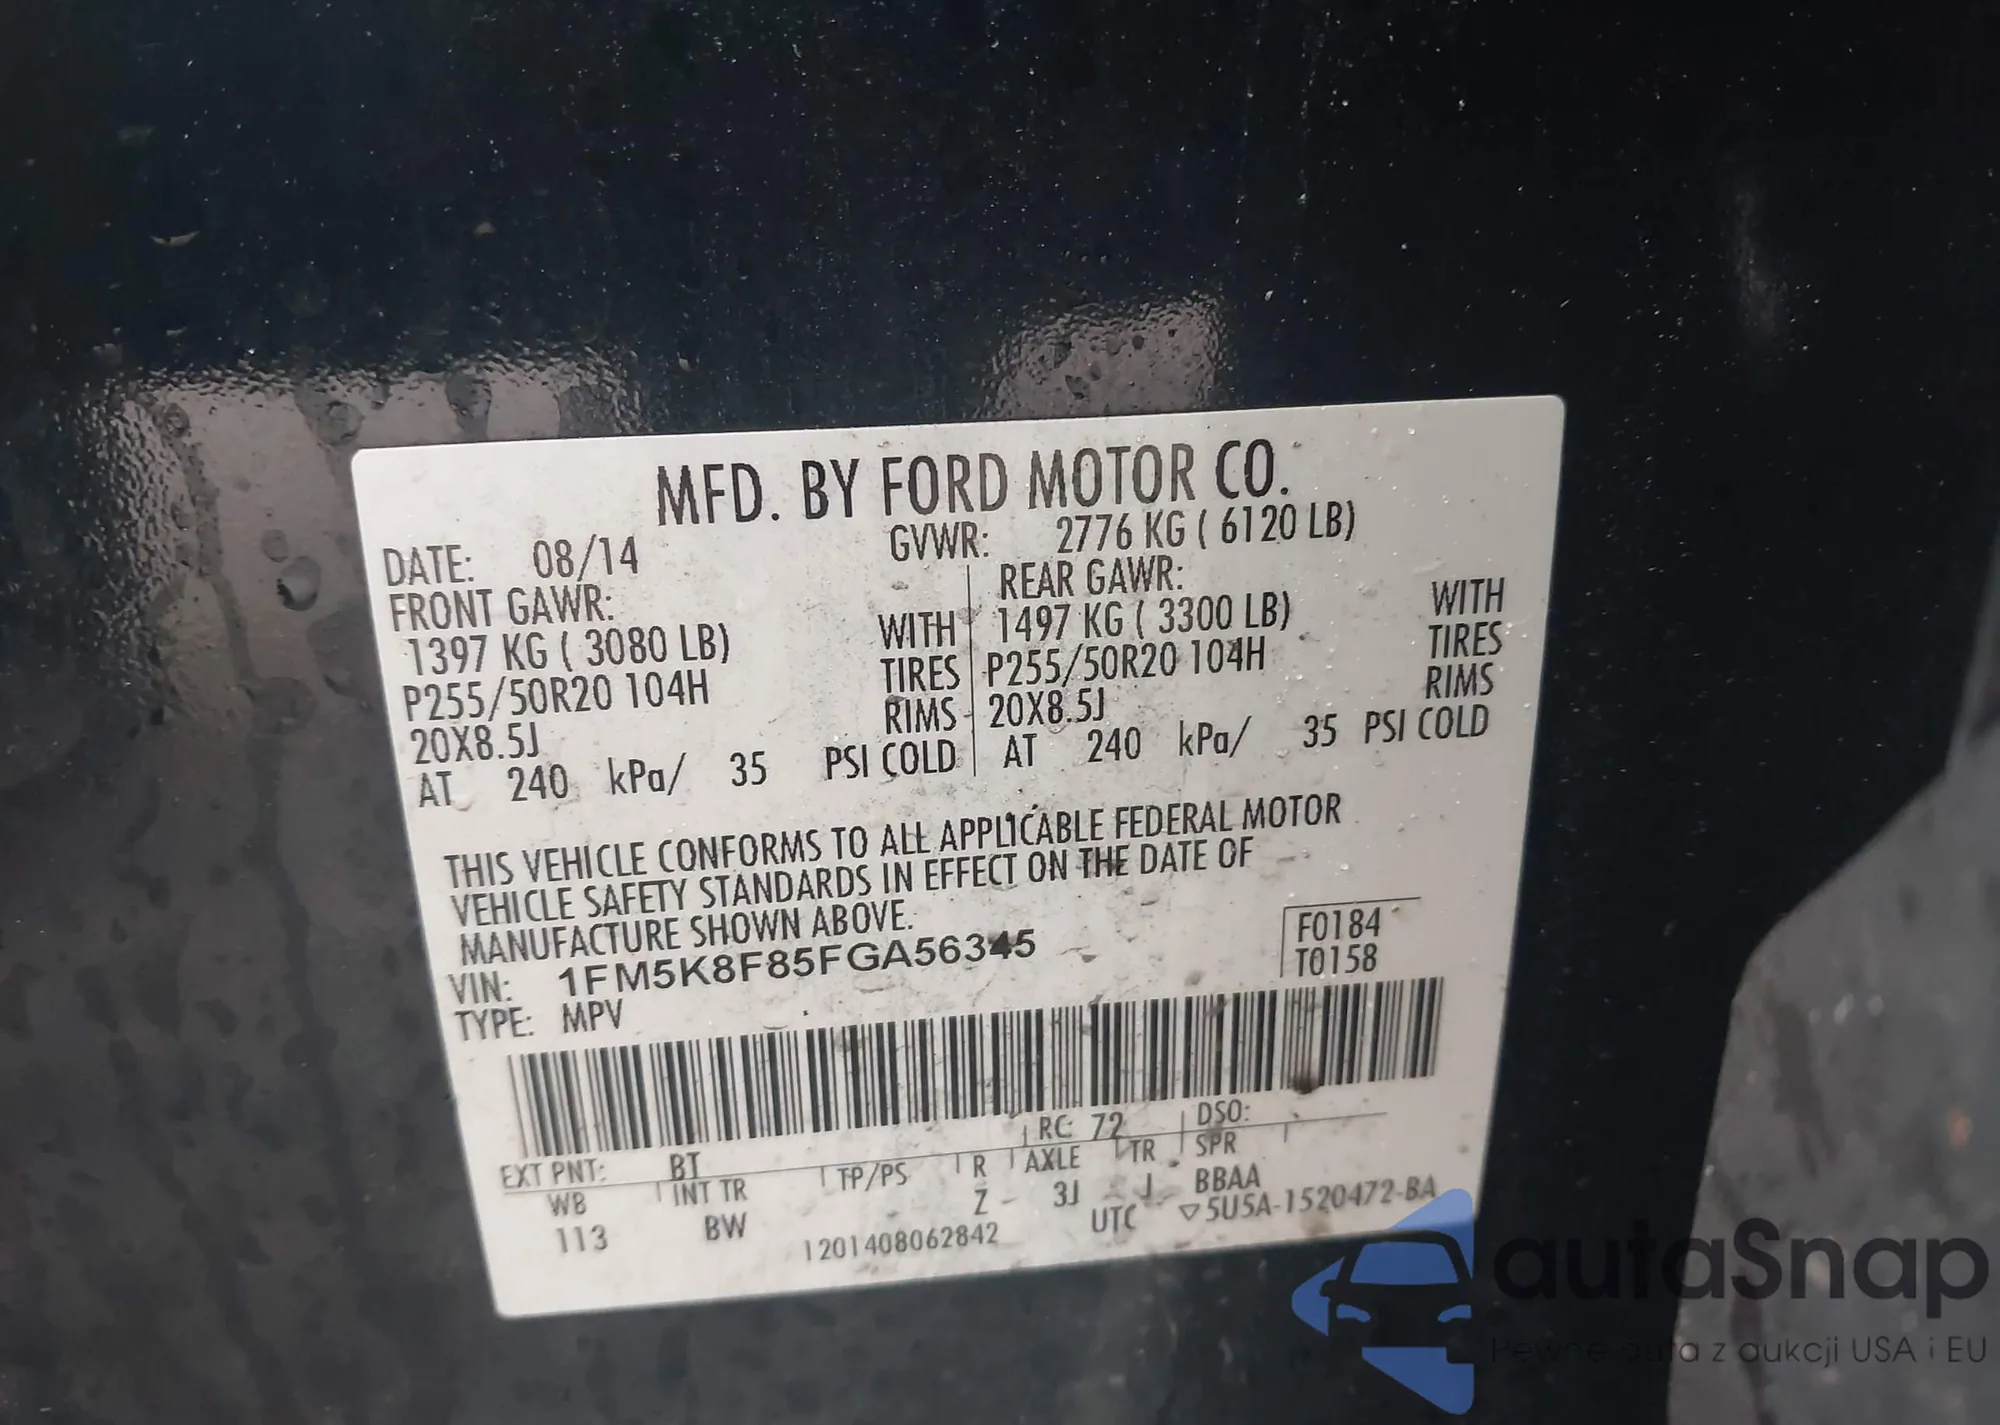 MFD. BY FORD MOTOR CO.
DATE: 08/14 GVWR: 2776 KG ( 6120 LB)
FRONT GAWR: REAR GAWR:
1397 KG ( 3080 LB) WITH 1497 KG ( 3300 LB) WITH
P255/50R20 104H TIRES P255/50R20 104H TIRES
20X8.5J RIMS 20X8.5J RIMS
AT 240 kPa/ 35 PSI COLD AT 240 kPa/ 35 PSI COLD
THIS VEHICLE CONFORMS TO ALL APPLICABLE FEDERAL MOTOR
VEHICLE SAFETY STANDARDS IN EFFECT ON THE DATE OF
MANUFACTURE SHOWN ABOVE.
VIN: 1FM5K8F85FGA56345
TYPE: MPV
F0184
T0158
EXT PNT: BT RC: 72 DSO:
WB INT TR TP/PS R AXLE TR SPR
113 BW Z 3J J BBAA
1201408062842 UTC ▽5U5A-1520472-BA
autaSnap
Pewne auta z aukcji USA i EU